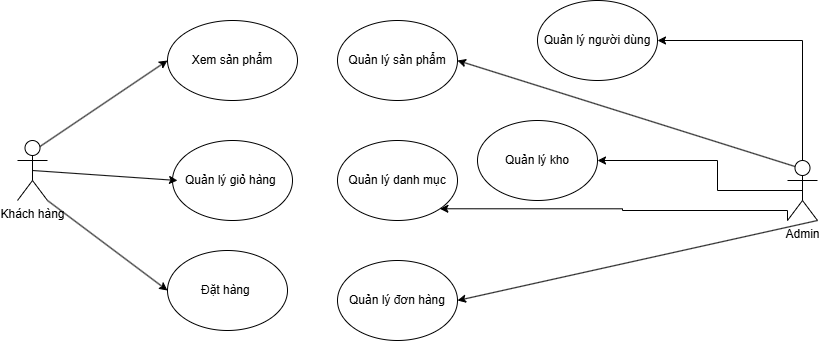 Quản lý người dùng
Xem sản phẩm
Quản lý sản phẩm
Quản lý kho
Quản lý giỏ hàng
Quản lý danh mục
Khách hàng
Admin
Đặt hàng
Quản lý đơn hàng